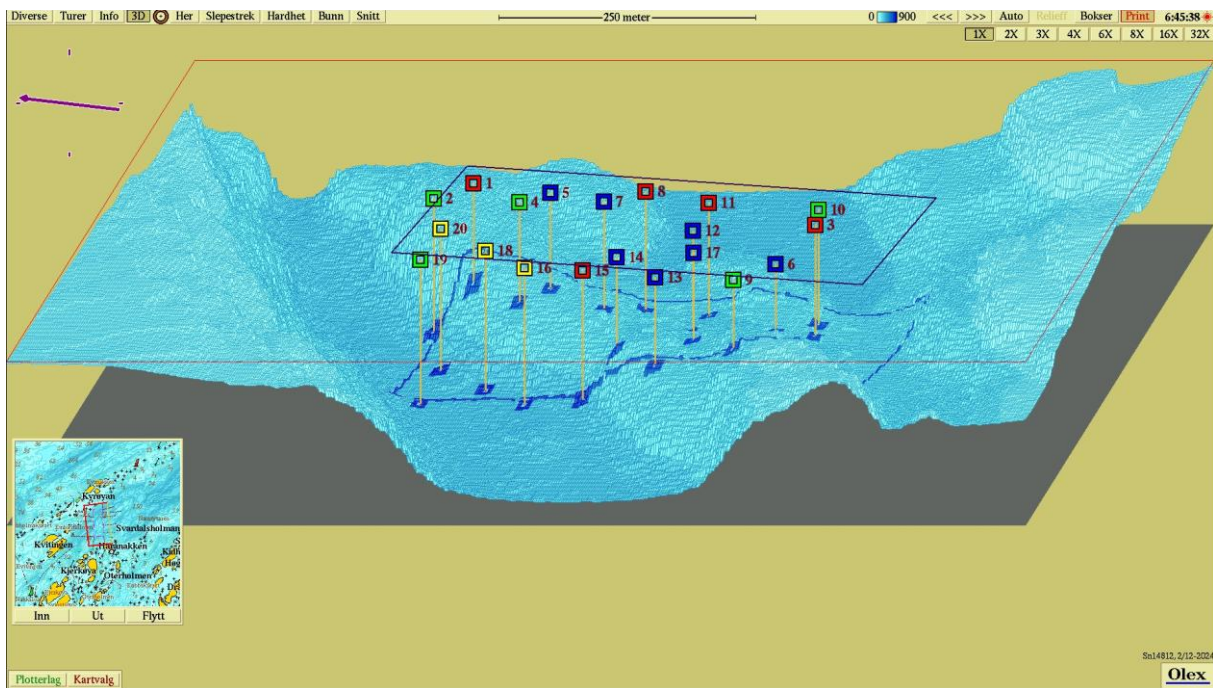 Diverse Turer Info 3D Her Slepestrek Hardhet Bunn Snitt 250 meter 0 900 <<< >>> Auto Relieff Bokser Print 6:45:38
1X 2X 3X 4X 6X 8X 16X 32X
1
2
5
8
4
7
11
10
3
20
12
18
17
19
14
6
16
15
13
9
Kyrøyan
Svardalsholman
Kvitingen
Kjerkøya
Oterholmen
Inn Ut Flytt
Sn14812, 2/12-2024
Plotterlag Kartvalg
Olex